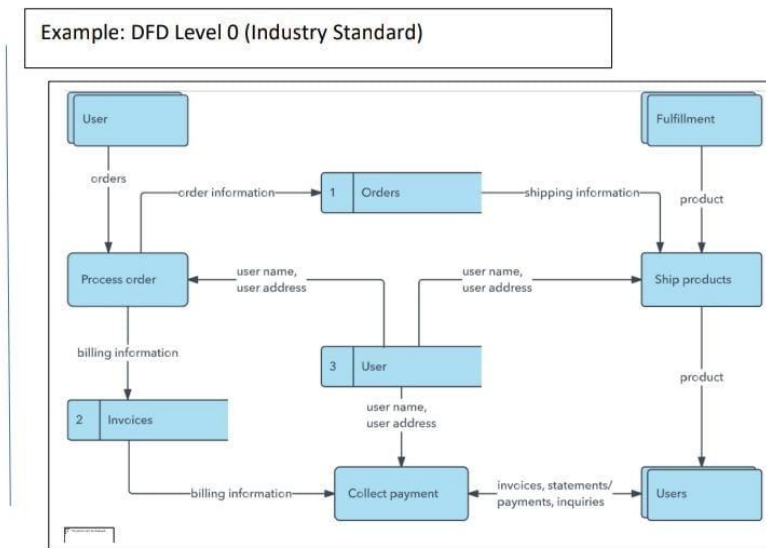 Example: DFD Level 0 (Industry Standard)
User
Fulfillment
orders
order information
1 Orders
shipping information
product
Process order
user name,
user address
user name,
user address
Ship products
billing information
3 User
product
2 Invoices
user name,
user address
billing information
Collect payment
invoices, statements/
payments, inquiries
Users